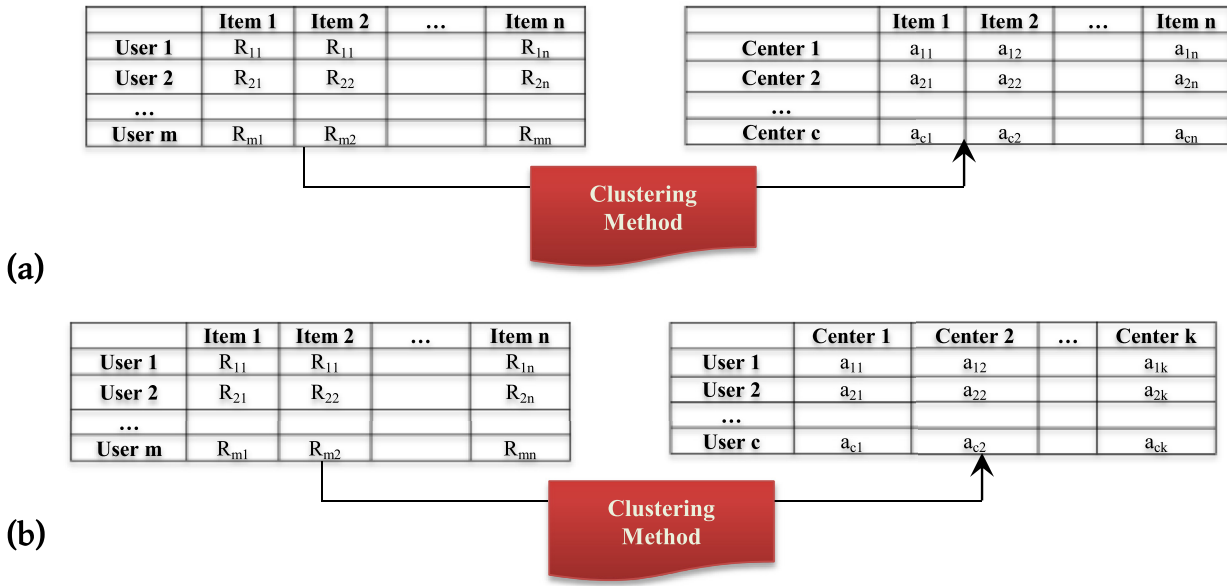 Item 1 Item 2 … Item n
User 1 R11 R11 R1n
User 2 R21 R22 R2n
…
User m Rm1 Rm2 Rmn
Item 1 Item 2 … Item n
Center 1 a11 a12 a1n
Center 2 a21 a22 a2n
…
Center c ac1 ac2 acn
Clustering
Method
(a)
Item 1 Item 2 … Item n
User 1 R11 R11 R1n
User 2 R21 R22 R2n
…
User m Rm1 Rm2 Rmn
Center 1 Center 2 … Center k
User 1 a11 a12 a1k
User 2 a21 a22 a2k
…
User c ac1 ac2 ack
Clustering
Method
(b)